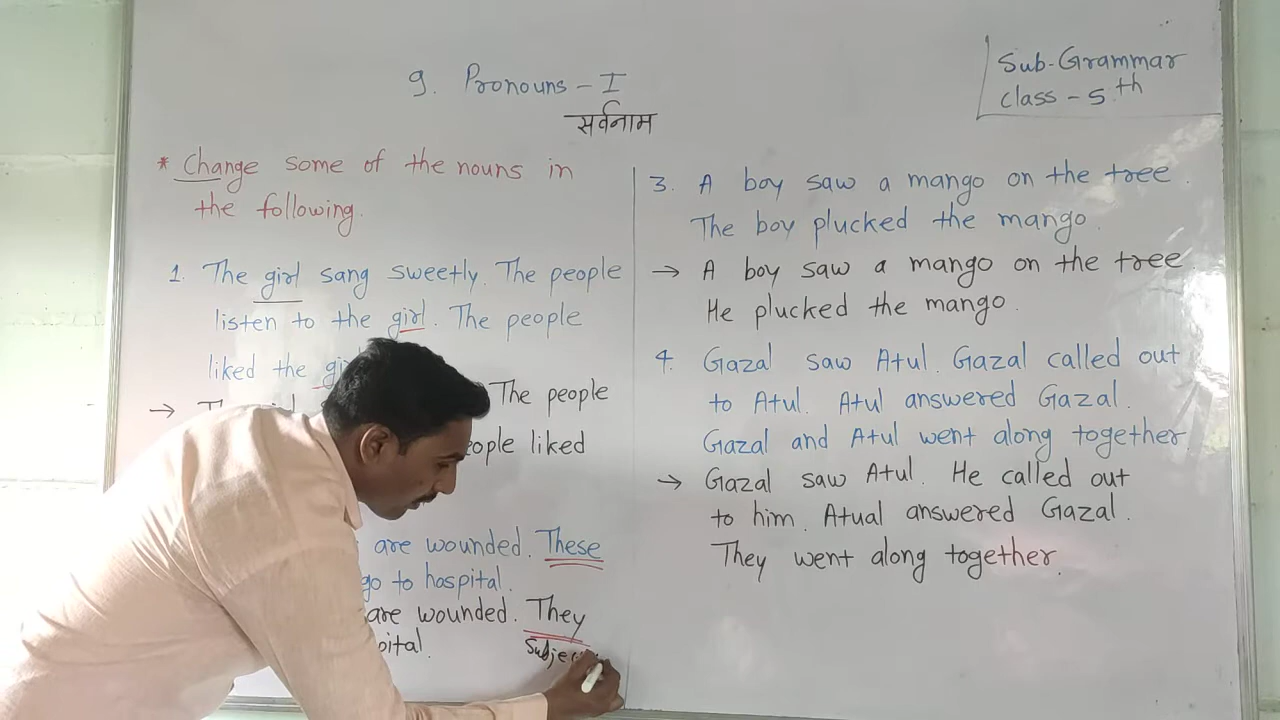 9. Pronouns - I
सर्वनाम
Sub-Grammar
Class - 5th
* Change some of the nouns in
the following.
1. The girl sang sweetly. The people
listen to the girl. The people
liked the
→ The people
people liked
are wounded. These
go to hospital.
are wounded. They
Subject
3. A boy saw a mango on the tree.
The boy plucked the mango.
→ A boy saw a mango on the tree
He plucked the mango.
4. Gazal saw Atul. Gazal called out
to Atul. Atul answered Gazal.
Gazal and Atul went along together
→ Gazal saw Atul. He called out
to him. Atual answered Gazal.
They went along together.